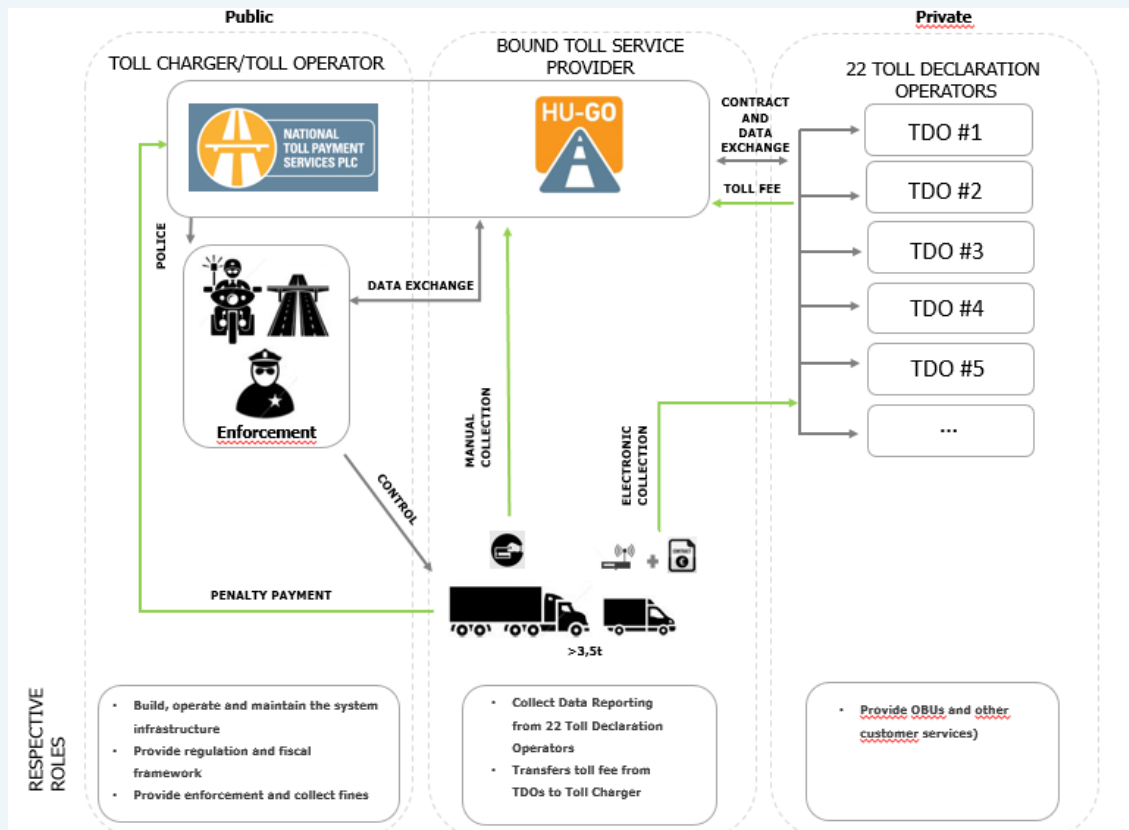 Public
Private
TOLL CHARGER/TOLL OPERATOR
BOUND TOLL SERVICE
PROVIDER
22 TOLL DECLARATION
OPERATORS
NATIONAL
TOLL PAYMENT
SERVICES PLC
HU-GO
CONTRACT
AND
DATA
EXCHANGE
TOLL FEE
TDO #1
TDO #2
TDO #3
TDO #4
TDO #5
...
POLICE
DATA EXCHANGE
Enforcement
MANUAL
COLLECTION
ELECTRONIC
COLLECTION
CONTROL
CONTRACT
€
+
PENALTY PAYMENT
>3,5t
RESPECTIVE
ROLES
• Build, operate and maintain the system
infrastructure
• Provide regulation and fiscal
framework
• Provide enforcement and collect fines
• Collect Data Reporting
from 22 Toll Declaration
Operators
• Transfers toll fee from
TDOs to Toll Charger
• Provide OBUs and other
customer services)